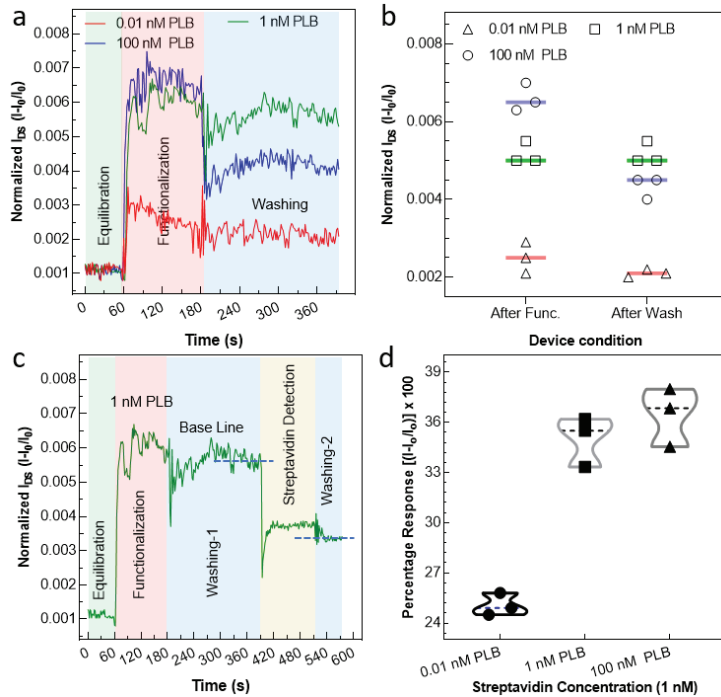 a
0.01 nM PLB
1 nM PLB
100 nM PLB
0.008
0.007
0.006
0.005
0.004
0.003
0.002
0.001
Normalized I_DS (I-I_0/I_0)
Equilibration
Functionalization
Washing
0
60
120
180
240
300
360
Time (s)
b
0.01 nM PLB
1 nM PLB
100 nM PLB
0.008
0.006
0.004
0.002
Normalized I_DS (I-I_0/I_0)
After Func.
After Wash
Device condition
c
1 nM PLB
Base Line
0.008
0.007
0.006
0.005
0.004
0.003
0.002
0.001
Normalized I_DS (I-I_0/I_0)
Equilibration
Functionalization
Washing-1
Streptavidin Detection
Washing-2
0
60
120
180
240
300
360
420
480
540
600
Time (s)
d
39
36
33
30
27
24
Percentage Response [(I-I_0/I_0)] x 100
0.01 nM PLB
1 nM PLB
100 nM PLB
Streptavidin Concentration (1 nM)